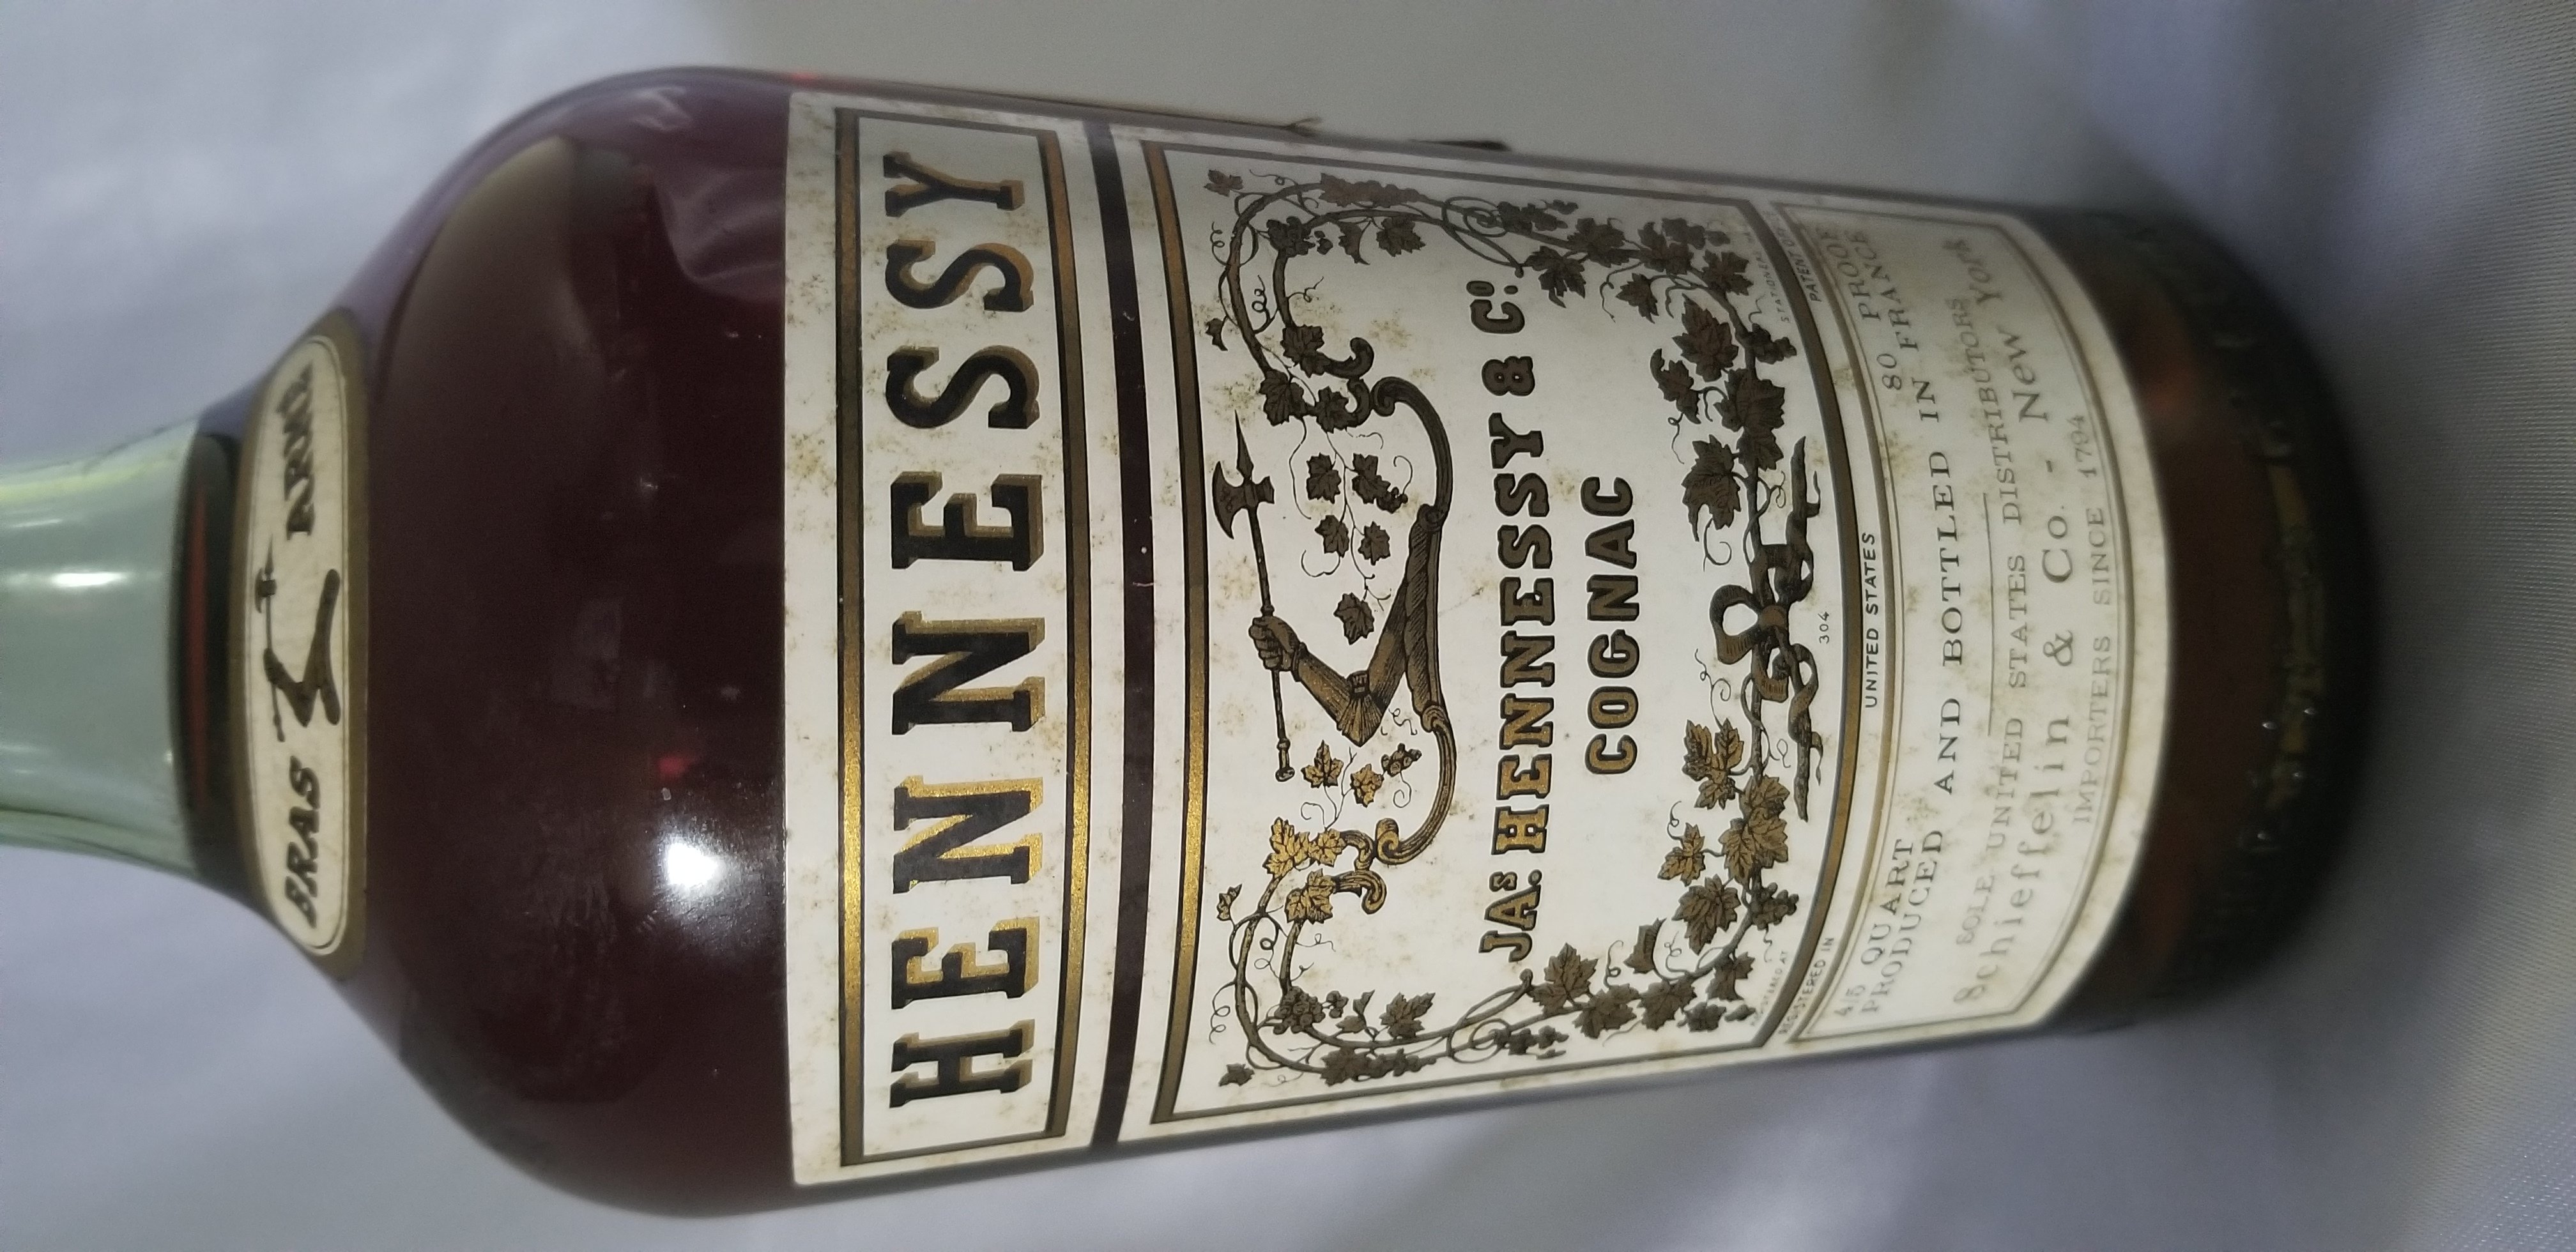 BRAS ARMÉ
HENNESSY
JAS. HENNESSY & CO.
COGNAC
304
REGISTERED IN UNITED STATES PATENT
4/5 QUART 80 PROOF
PRODUCED AND BOTTLED IN FRANCE
SOLE UNITED STATES DISTRIBUTORS
Schieffelin & Co. - New York
IMPORTERS SINCE 1794